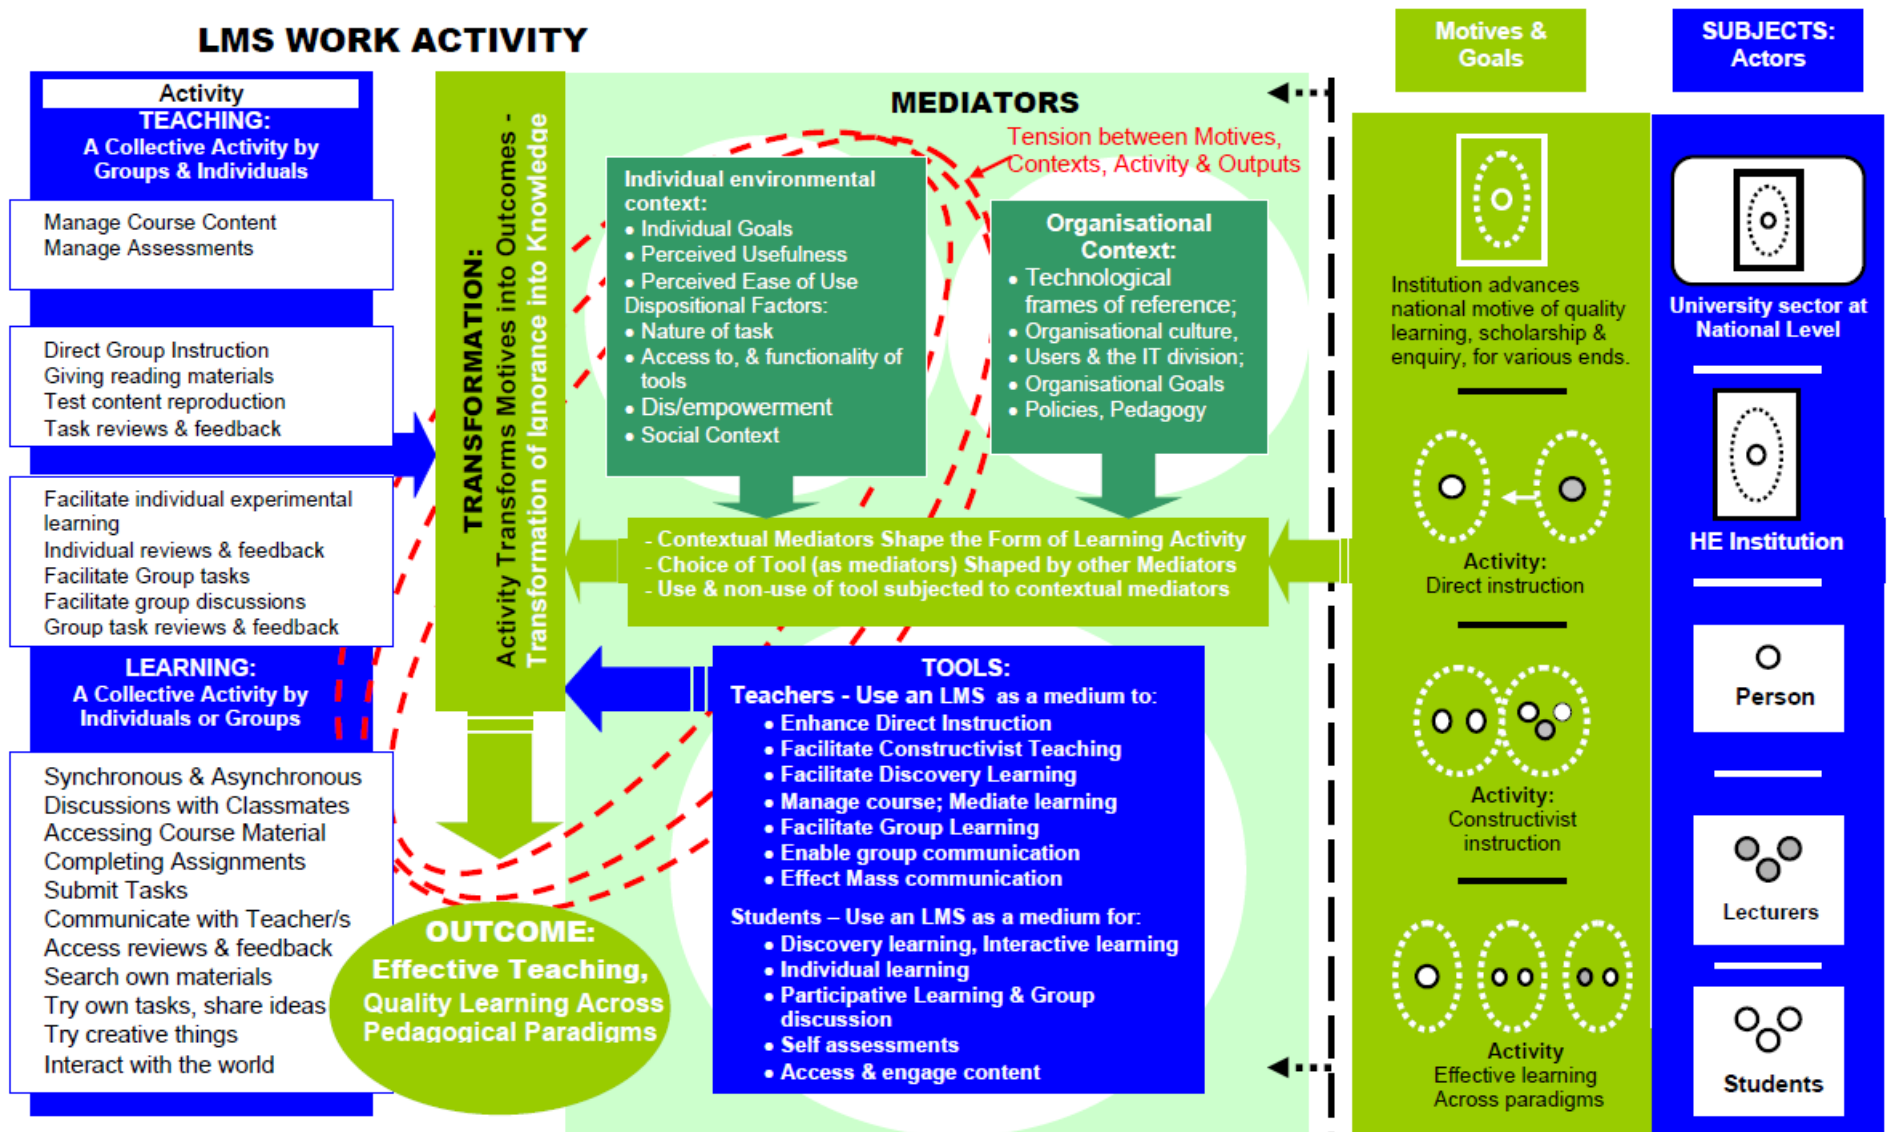 LMS WORK ACTIVITY
Activity
TEACHING:
A Collective Activity by
Groups & Individuals
Manage Course Content
Manage Assessments
Direct Group Instruction
Giving reading materials
Test content reproduction
Task reviews & feedback
Facilitate individual experimental
learning
Individual reviews & feedback
Facilitate Group tasks
Facilitate group discussions
Group task reviews & feedback
LEARNING:
A Collective Activity by
Individuals or Groups
Synchronous & Asynchronous
Discussions with Classmates
Accessing Course Material
Completing Assignments
Submit Tasks
Communicate with Teacher/s
Access reviews & feedback
Search own materials
Try own tasks, share ideas
Try creative things
Interact with the world
TRANSFORMATION:
Activity Transforms Motives into Outcomes -
Transformation of Ignorance into Knowledge
OUTCOME:
Effective Teaching,
Quality Learning Across
Pedagogical Paradigms
MEDIATORS
Tension between Motives,
Contexts, Activity & Outputs
Individual environmental
context:
• Individual Goals
• Perceived Usefulness
• Perceived Ease of Use
Dispositional Factors:
• Nature of task
• Access to, & functionality of
tools
• Dis/empowerment
• Social Context
Organisational
Context:
• Technological
frames of reference;
• Organisational culture,
• Users & the IT division;
• Organisational Goals
• Policies, Pedagogy
- Contextual Mediators Shape the Form of Learning Activity
- Choice of Tool (as mediators) Shaped by other Mediators
- Use & non-use of tool subjected to contextual mediators
TOOLS:
Teachers - Use an LMS as a medium to:
• Enhance Direct Instruction
• Facilitate Constructivist Teaching
• Facilitate Discovery Learning
• Manage course; Mediate learning
• Facilitate Group Learning
• Enable group communication
• Effect Mass communication
Students – Use an LMS as a medium for:
• Discovery learning, Interactive learning
• Individual learning
• Participative Learning & Group
discussion
• Self assessments
• Access & engage content
Motives &
Goals
Institution advances
national motive of quality
learning, scholarship &
enquiry, for various ends.
Activity:
Direct instruction
Activity:
Constructivist
instruction
Activity
Effective learning
Across paradigms
SUBJECTS:
Actors
University sector at
National Level
HE Institution
Person
Lecturers
Students